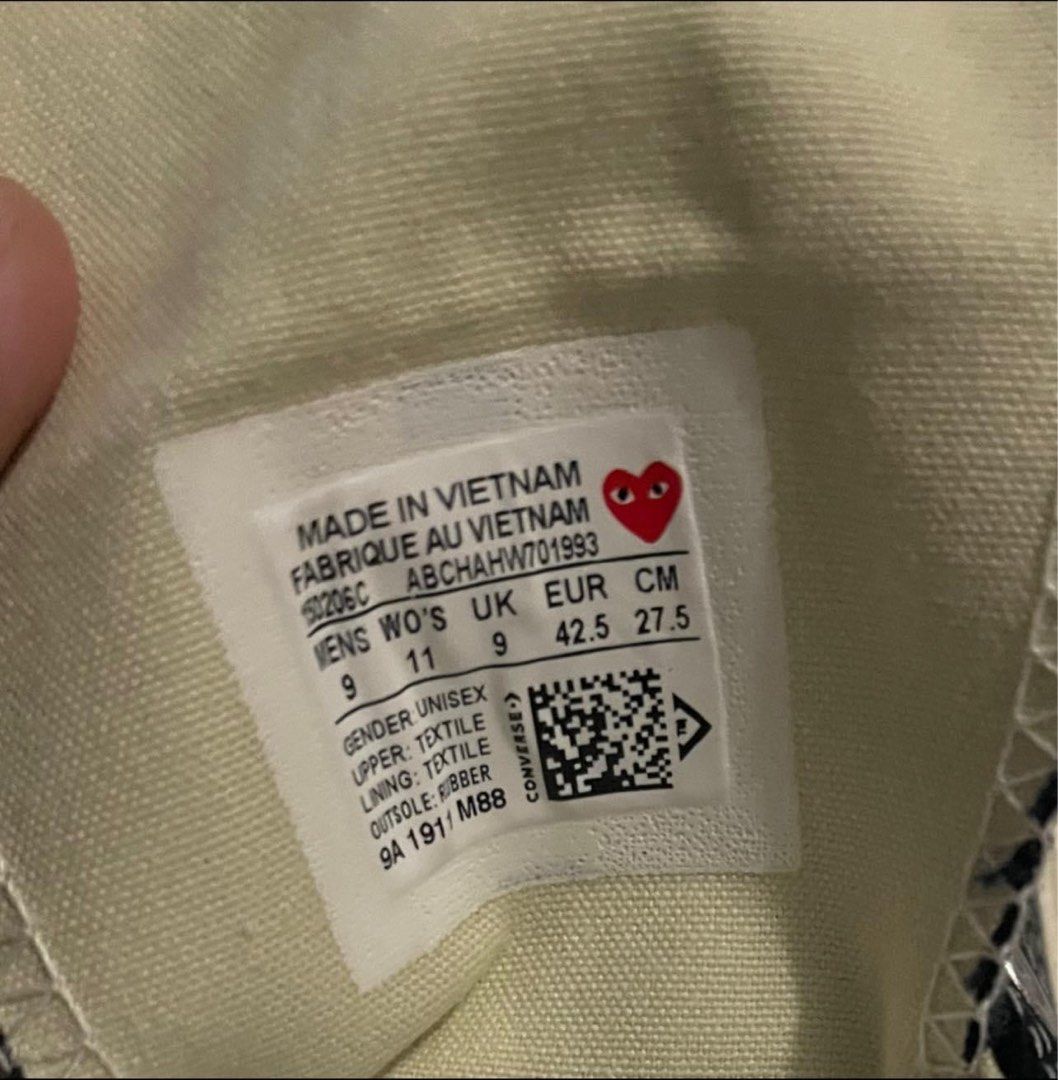 MADE IN VIETNAM
FABRIQUE AU VIETNAM
150206C ABCHAHW701993
MENS WO'S UK EUR CM
9 11 9 42.5 27.5
GENDER: UNISEX
UPPER: TEXTILE
LINING: TEXTILE
OUTSOLE: RUBBER
9A 1911 M88
CONVERSE